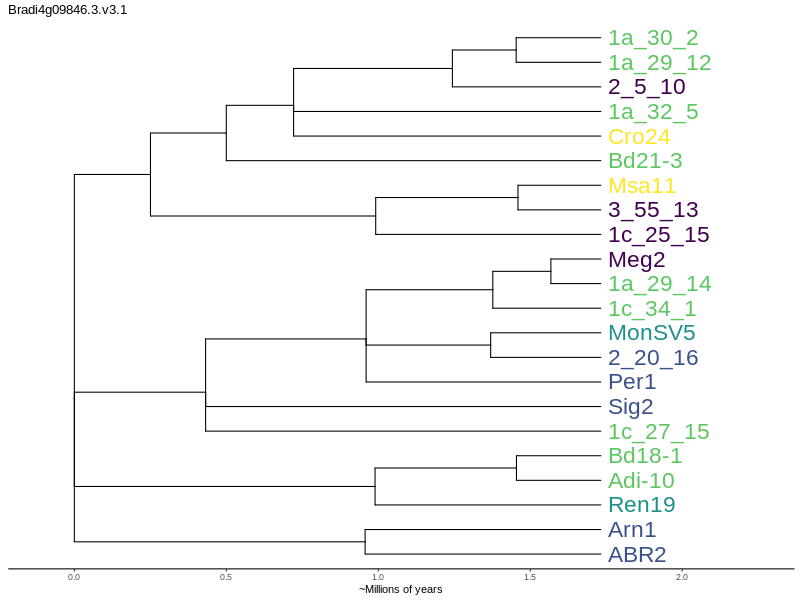 Bradi4g09846.3.v3.1
1a_30_2
1a_29_12
2_5_10
1a_32_5
Cro24
Bd21-3
Msa11
3_55_13
1c_25_15
Meg2
1a_29_14
1c_34_1
MonSV5
2_20_16
Per1
Sig2
1c_27_15
Bd18-1
Adi-10
Ren19
Arn1
ABR2
0.0 0.5 1.0 1.5 2.0
~Millions of years